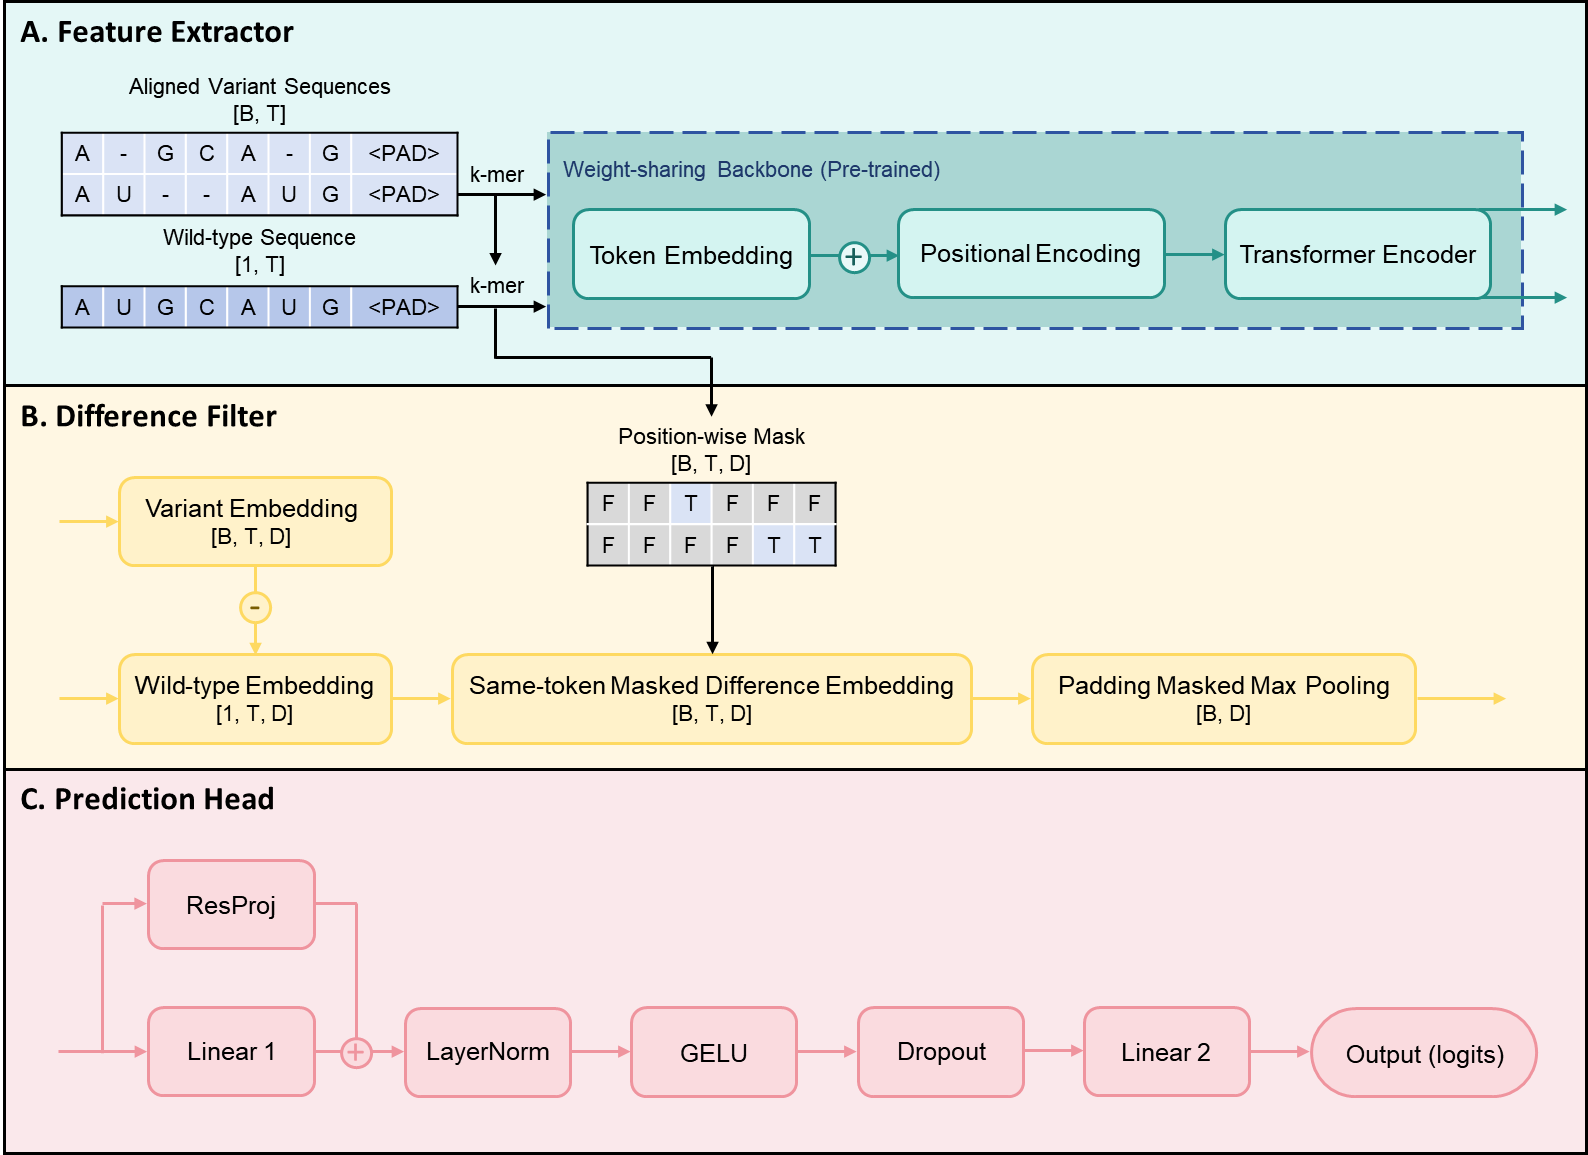 A. Feature Extractor
Aligned Variant Sequences
[B, T]
A - G C A - G <PAD>
A U - - A U G <PAD>
k-mer
Wild-type Sequence
[1, T]
A U G C A U G <PAD>
k-mer
Weight-sharing Backbone (Pre-trained)
Token Embedding
+
Positional Encoding
Transformer Encoder
B. Difference Filter
Position-wise Mask
[B, T, D]
F F T F F F
F F F F T T
Variant Embedding
[B, T, D]
-
Wild-type Embedding
[1, T, D]
Same-token Masked Difference Embedding
[B, T, D]
Padding Masked Max Pooling
[B, D]
C. Prediction Head
ResProj
Linear 1
+
LayerNorm
GELU
Dropout
Linear 2
Output (logits)